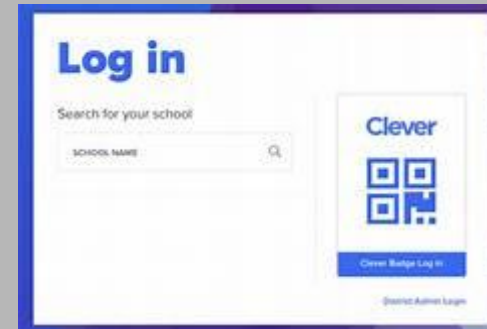 Log in
Search for your school
SCHOOL NAME
Clever
Clever Badge Log in
District Admin Login